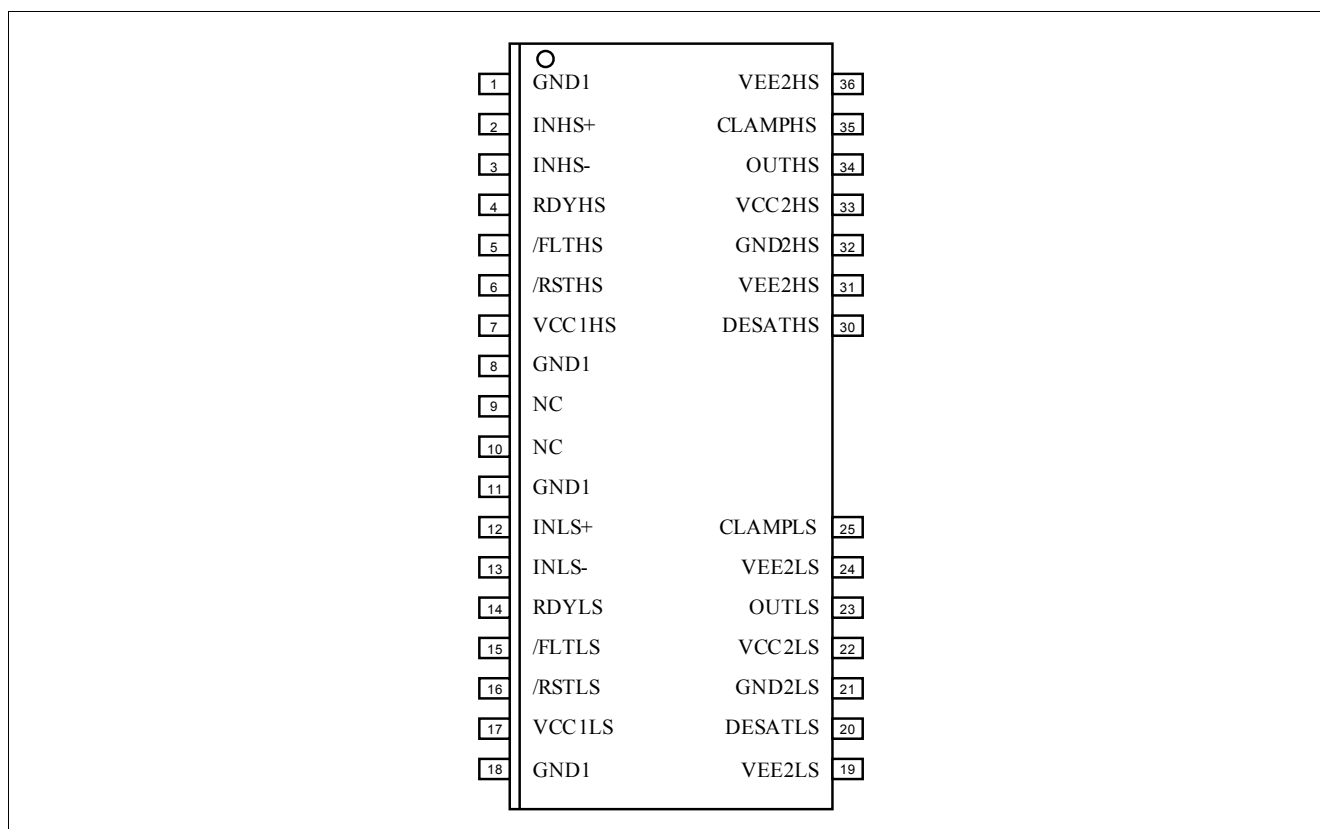 1 GND1 VEE2HS 36
2 INHS+ CLAMPHS 35
3 INHS- OUTHS 34
4 RDYHS VCC2HS 33
5 /FLTHS GND2HS 32
6 /RSTHS VEE2HS 31
7 VCC1HS DESATHS 30
8 GND1
9 NC
10 NC
11 GND1
12 INLS+ CLAMPLS 25
13 INLS- VEE2LS 24
14 RDYLS OUTLS 23
15 /FLTLS VCC2LS 22
16 /RSTLS GND2LS 21
17 VCC1LS DESATLS 20
18 GND1 VEE2LS 19